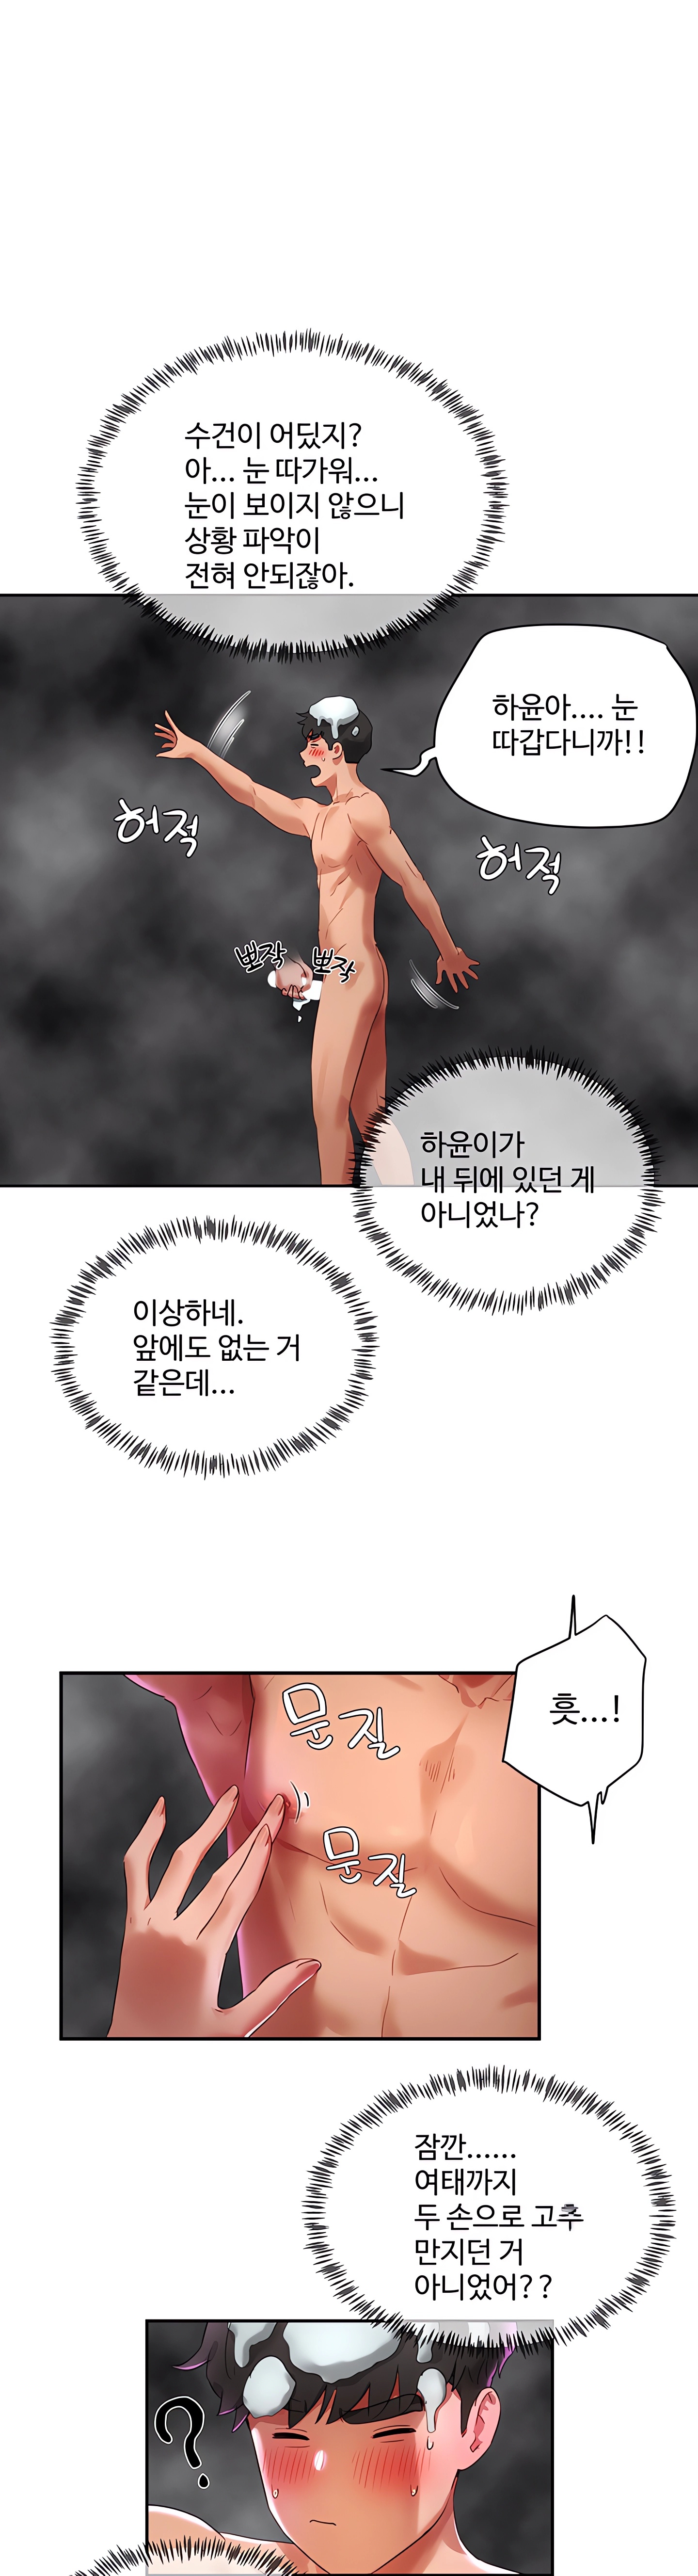 수건이 어딨지?
아... 눈 따가워...
눈이 보이지 않으니
상황 파악이
전혀 안되잖아.
하윤아.... 눈
따갑다니까!!
허적
허적
뽀작
뽀작
하윤이가
내 뒤에 있던 게
아니었나?
이상하네.
앞에도 없는 거
같은데...
흣...!
문질
문질
잠깐......
여태까지
두 손으로 고추
만지던 거
아니었어??
?